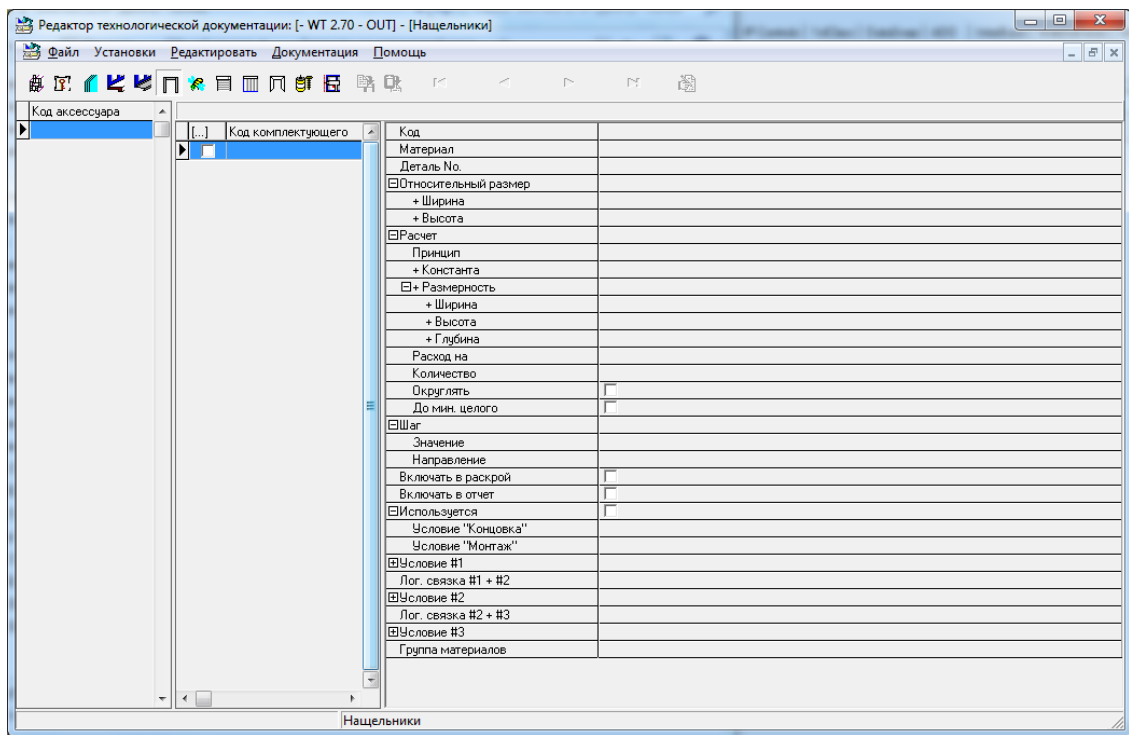 Редактор технологической документации: [- WT 2.70 - OUT] - [Нащельники]
Файл Установки Редактировать Документация Помощь
Код аксессуара
[...] Код комплектующего
Код
Материал
Деталь No.
Относительный размер
+ Ширина
+ Высота
Расчет
Принцип
+ Константа
+ Размерность
+ Ширина
+ Высота
+ Глубина
Расход на
Количество
Округлять
До мин. целого
Шаг
Значение
Направление
Включать в раскрой
Включать в отчет
Используется
Условие "Концовка"
Условие "Монтаж"
Условие #1
Лог. связка #1 + #2
Условие #2
Лог. связка #2 + #3
Условие #3
Группа материалов
Нащельники